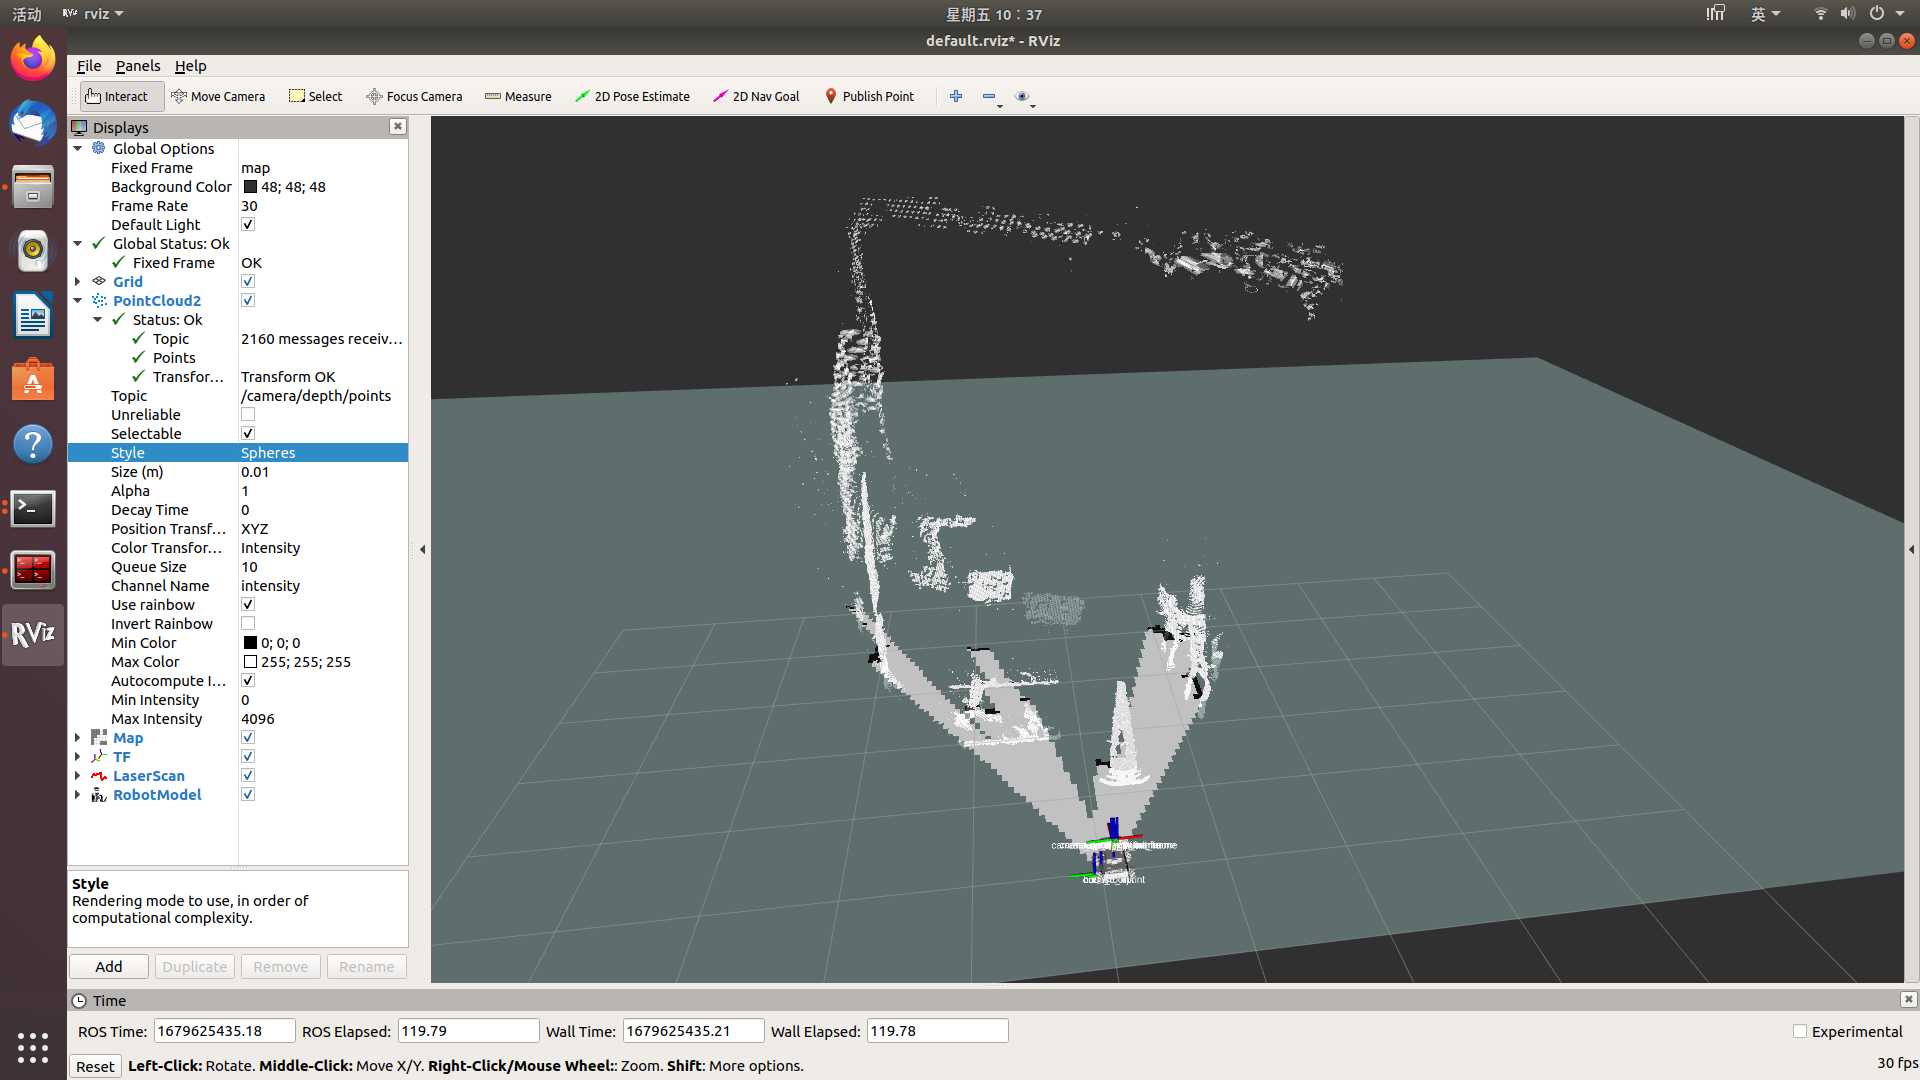 活动 rviz 星期五 10：37 英
default.rviz* - RViz
File Panels Help
Interact Move Camera Select Focus Camera Measure 2D Pose Estimate 2D Nav Goal Publish Point
Displays
Global Options
Fixed Frame map
Background Color 48; 48; 48
Frame Rate 30
Default Light
Global Status: Ok
Fixed Frame OK
Grid
PointCloud2
Status: Ok
Topic 2160 messages receiv…
Points
Transfor… Transform OK
Topic /camera/depth/points
Unreliable
Selectable
Style Spheres
Size (m) 0.01
Alpha 1
Decay Time 0
Position Transf… XYZ
Color Transfor… Intensity
Queue Size 10
Channel Name intensity
Use rainbow
Invert Rainbow
Min Color 0; 0; 0
Max Color 255; 255; 255
Autocompute I…
Min Intensity 0
Max Intensity 4096
Map
TF
LaserScan
RobotModel
Style
Rendering mode to use, in order of
computational complexity.
Add Duplicate Remove Rename
RViz
Time
ROS Time: 1679625435.18 ROS Elapsed: 119.79 Wall Time: 1679625435.21 Wall Elapsed: 119.78 Experimental
Reset Left-Click: Rotate. Middle-Click: Move X/Y. Right-Click/Mouse Wheel:: Zoom. Shift: More options. 30 fps